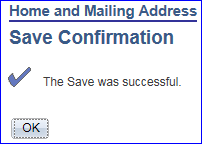 Home and Mailing Address
Save Confirmation
The Save was successful.
OK